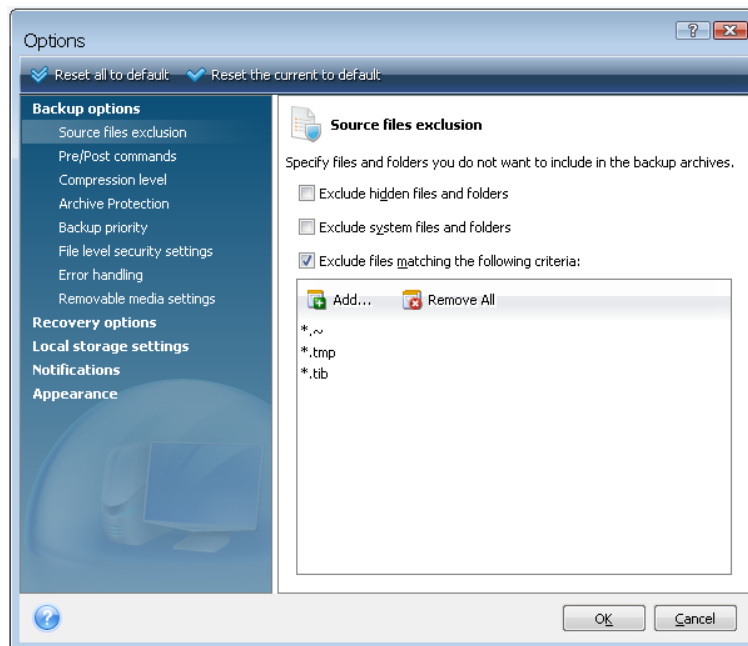 Options
Reset all to default Reset the current to default
Backup options
Source files exclusion
Pre/Post commands
Compression level
Archive Protection
Backup priority
File level security settings
Error handling
Removable media settings
Recovery options
Local storage settings
Notifications
Appearance
Source files exclusion
Specify files and folders you do not want to include in the backup archives.
Exclude hidden files and folders
Exclude system files and folders
Exclude files matching the following criteria:
Add... Remove All
*.~
*.tmp
*.tib
OK Cancel